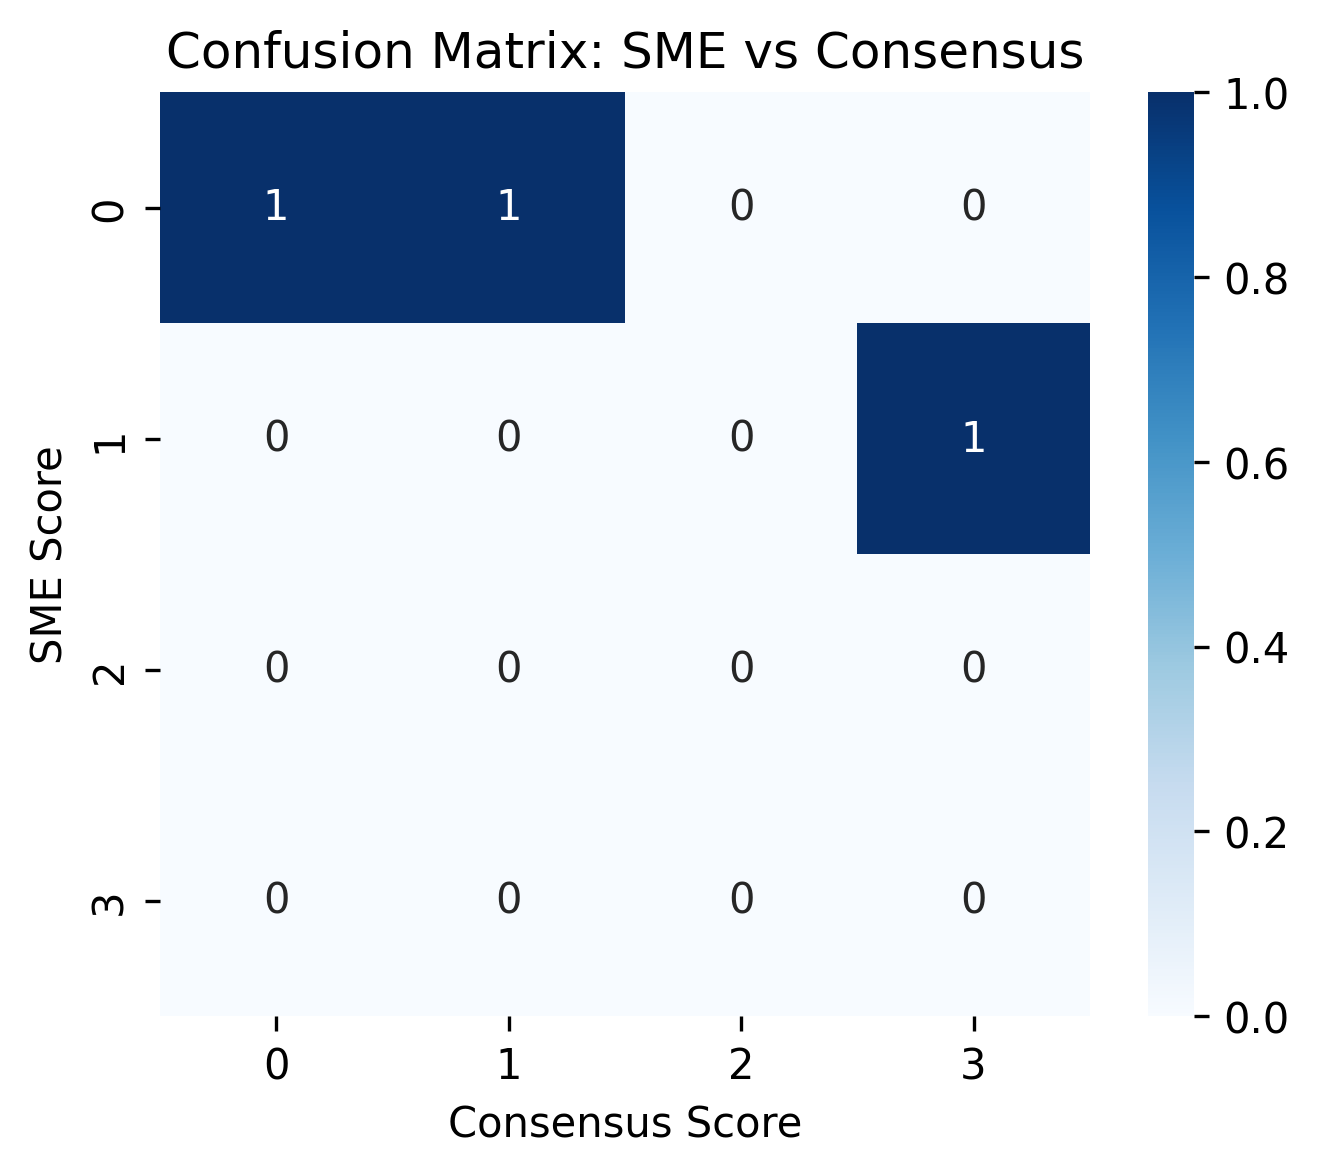 Confusion Matrix: SME vs Consensus
1.0
0 1 1 0 0
0.8
1 0 0 0 1
0.6
SME Score
0.4
2 0 0 0 0
0.2
3 0 0 0 0
0.0
0 1 2 3
Consensus Score